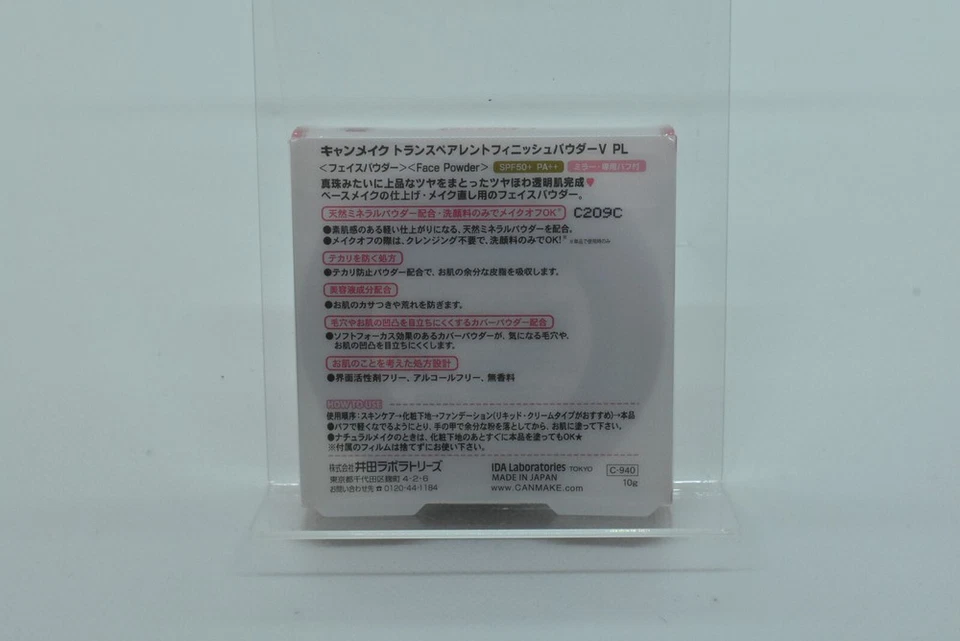 キャンメイク トランスペアレントフィニッシュパウダーV PL
<フェイスパウダー><Face Powder> SPF50+ PA++ ミラー・専用パフ付
真珠みたいに上品なツヤをまとったツヤほわ透明肌完成♥
ベースメイクの仕上げ・メイク直し用のフェイスパウダー。
天然ミネラルパウダー配合・洗顔料のみでメイクオフOK※ C209C
●素肌感のある軽い仕上がりになる、天然ミネラルパウダーを配合。
●メイクオフの際は、クレンジング不要で、洗顔料のみでOK!※ ※単品で使用時のみ
テカリを防ぐ処方
●テカリ防止パウダー配合で、お肌の余分な皮脂を吸収します。
美容液成分配合
●お肌のカサつきや荒れを防ぎます。
毛穴やお肌の凹凸を目立ちにくくするカバーパウダー配合
●ソフトフォーカス効果のあるカバーパウダーが、気になる毛穴や、
お肌の凹凸を目立ちにくくします。
お肌のことを考えた処方設計
●界面活性剤フリー、アルコールフリー、無香料
HOW TO USE
使用順序:スキンケア→化粧下地→ファンデーション(リキッド・クリームタイプがおすすめ)→本品
●パフで軽くなでるようにとり、手の甲で余分な粉を落としてから、お肌に塗って下さい。
●ナチュラルメイクのときは、化粧下地のあとすぐに本品を塗ってもOK★
※付属のフィルムは捨てずにお使い下さい。
株式会社 井田ラボラトリーズ
東京都千代田区麹町 4-2-6
お問い合わせ先 ☎ 0120-44-1184
IDA Laboratories TOKYO
MADE IN JAPAN
www.CANMAKE.com
C-940
10g